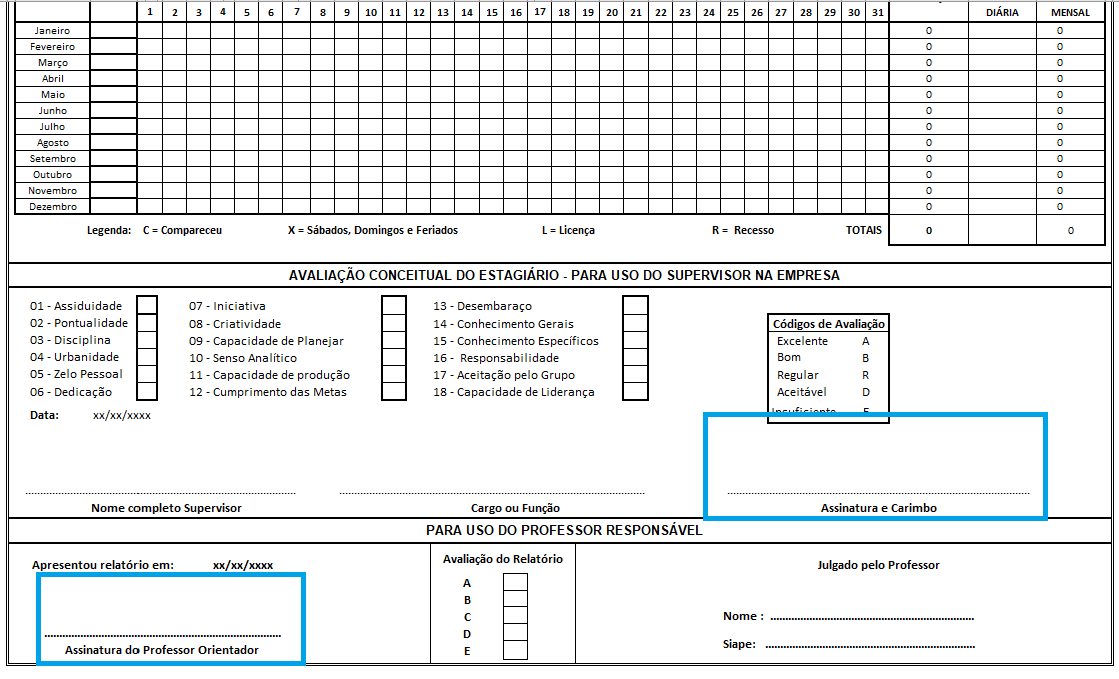 1 2 3 4 5 6 7 8 9 10 11 12 13 14 15 16 17 18 19 20 21 22 23 24 25 26 27 28 29 30 31 DIÁRIA MENSAL
Janeiro 0 0
Fevereiro 0 0
Março 0 0
Abril 0 0
Maio 0 0
Junho 0 0
Julho 0 0
Agosto 0 0
Setembro 0 0
Outubro 0 0
Novembro 0 0
Dezembro 0 0
Legenda: C = Compareceu X = Sábados, Domingos e Feriados L = Licença R = Recesso TOTAIS 0 0
AVALIAÇÃO CONCEITUAL DO ESTAGIÁRIO - PARA USO DO SUPERVISOR NA EMPRESA
01 - Assiduidade 07 - Iniciativa 13 - Desembaraço
02 - Pontualidade 08 - Criatividade 14 - Conhecimento Gerais Códigos de Avaliação
03 - Disciplina 09 - Capacidade de Planejar 15 - Conhecimento Específicos Excelente A
04 - Urbanidade 10 - Senso Analítico 16 - Responsabilidade Bom B
05 - Zelo Pessoal 11 - Capacidade de produção 17 - Aceitação pelo Grupo Regular R
06 - Dedicação 12 - Cumprimento das Metas 18 - Capacidade de Liderança Aceitável D
Data: xx/xx/xxxx Insuficiente
Nome completo Supervisor Cargo ou Função Assinatura e Carimbo
PARA USO DO PROFESSOR RESPONSÁVEL
Apresentou relatório em: xx/xx/xxxx Avaliação do Relatório Julgado pelo Professor
A
B
C Nome : ....................
D
E Siape: ....................
Assinatura do Professor Orientador